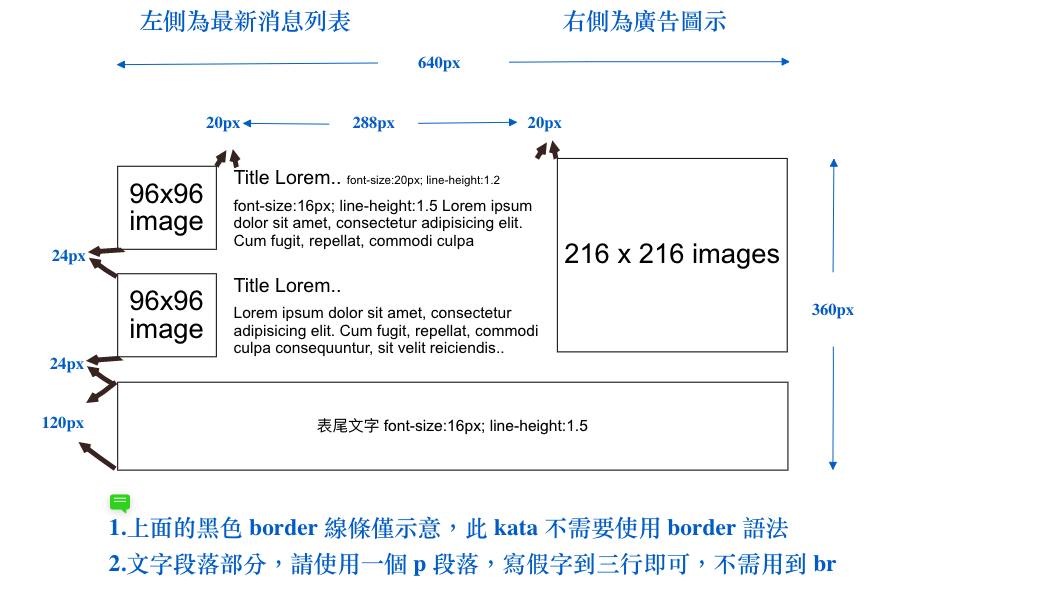 左側為最新消息列表
右側為廣告圖示
640px
20px
288px
20px
96x96
image
Title Lorem.. font-size:20px; line-height:1.2
font-size:16px; line-height:1.5 Lorem ipsum
dolor sit amet, consectetur adipisicing elit.
Cum fugit, repellat, commodi culpa
216 x 216 images
24px
96x96
image
Title Lorem..
Lorem ipsum dolor sit amet, consectetur
adipisicing elit. Cum fugit, repellat, commodi
culpa consequuntur, sit velit reiciendis..
360px
24px
120px
表尾文字 font-size:16px; line-height:1.5
1.上面的黑色 border 線條僅示意，此 kata 不需要使用 border 語法
2.文字段落部分，請使用一個 p 段落，寫假字到三行即可，不需用到 br